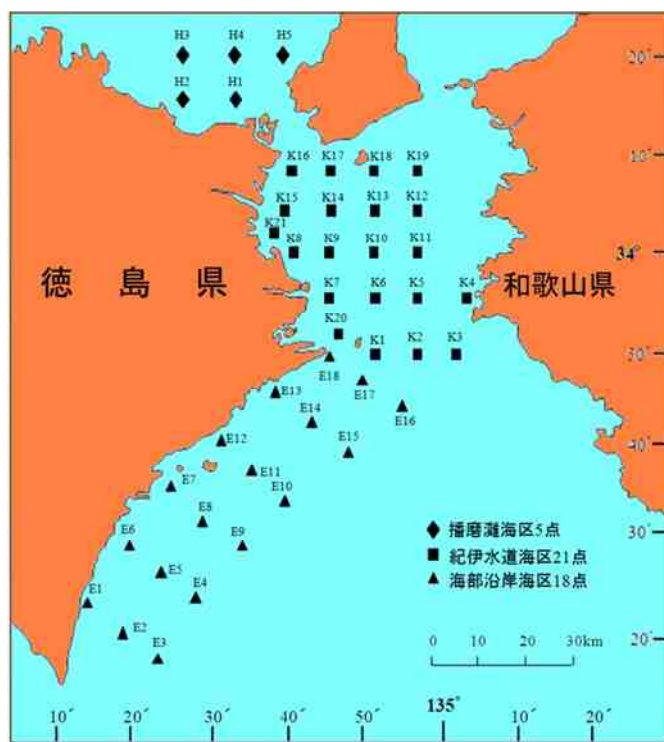 H3 H4 H5
20′
H2 H1
K16 K17 K18 K19
10′
K15 K14 K13 K12
K21
K8 K9 K10 K11
34°
徳島県
K7 K6 K5 K4
和歌山県
K20
K1 K2 K3
50′
E18
E17
E13
E16
E14
E12
E15
40′
E11
E7
E10
E8
播磨灘海区5点
30′
E6
E9
紀伊水道海区21点
E5
海部沿岸海区18点
E1
E4
E2
20′
E3
0 10 20 30km
10′ 20′ 30′ 40′ 50′ 135° 10′ 20′